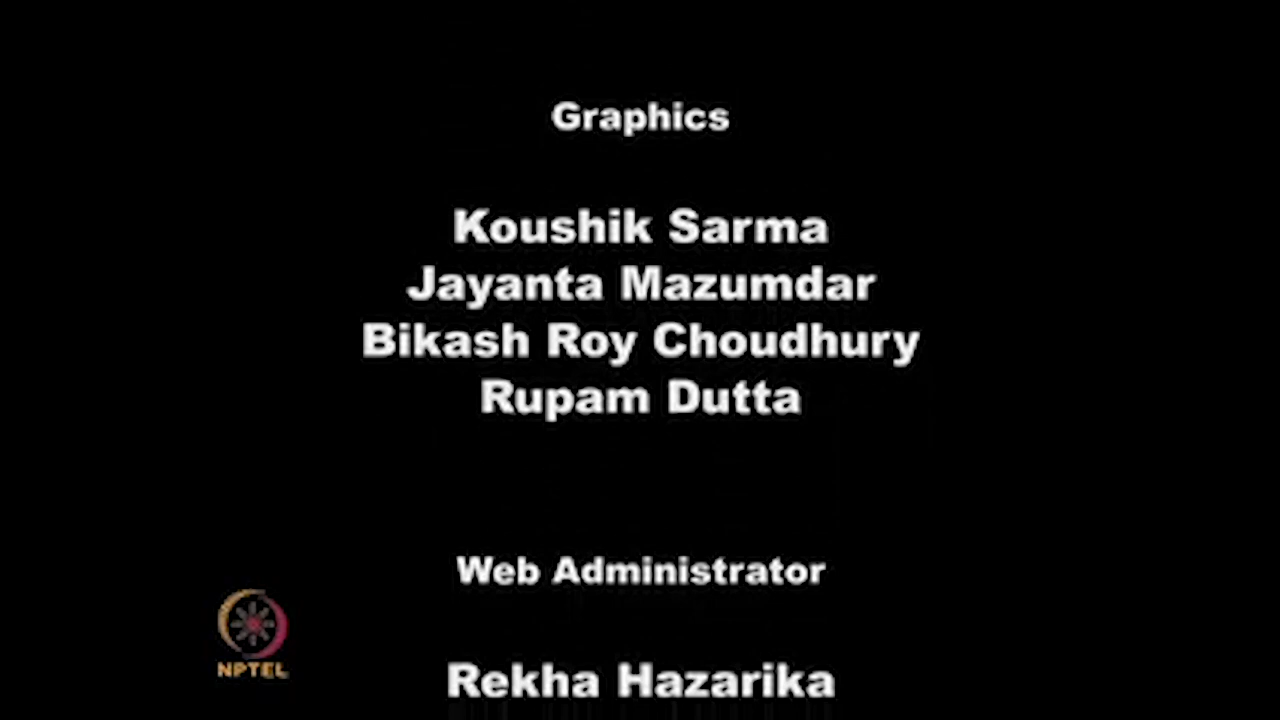 Graphics
Koushik Sarma
Jayanta Mazumdar
Bikash Roy Choudhury
Rupam Dutta
Web Administrator
NPTEL
Rekha Hazarika